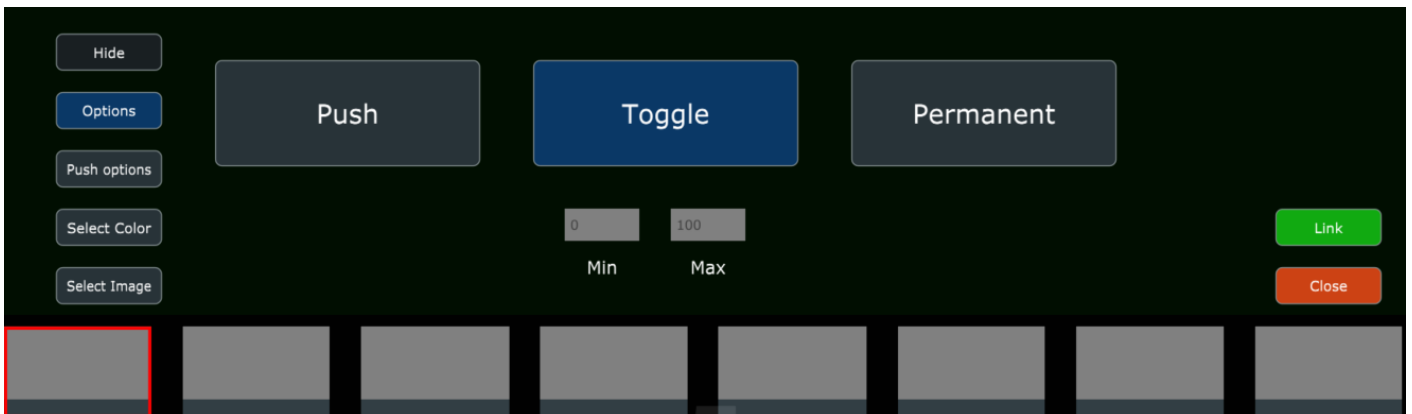 Hide
Options
Push options
Select Color
Select Image
Push
Toggle
Permanent
0
100
Min
Max
Link
Close